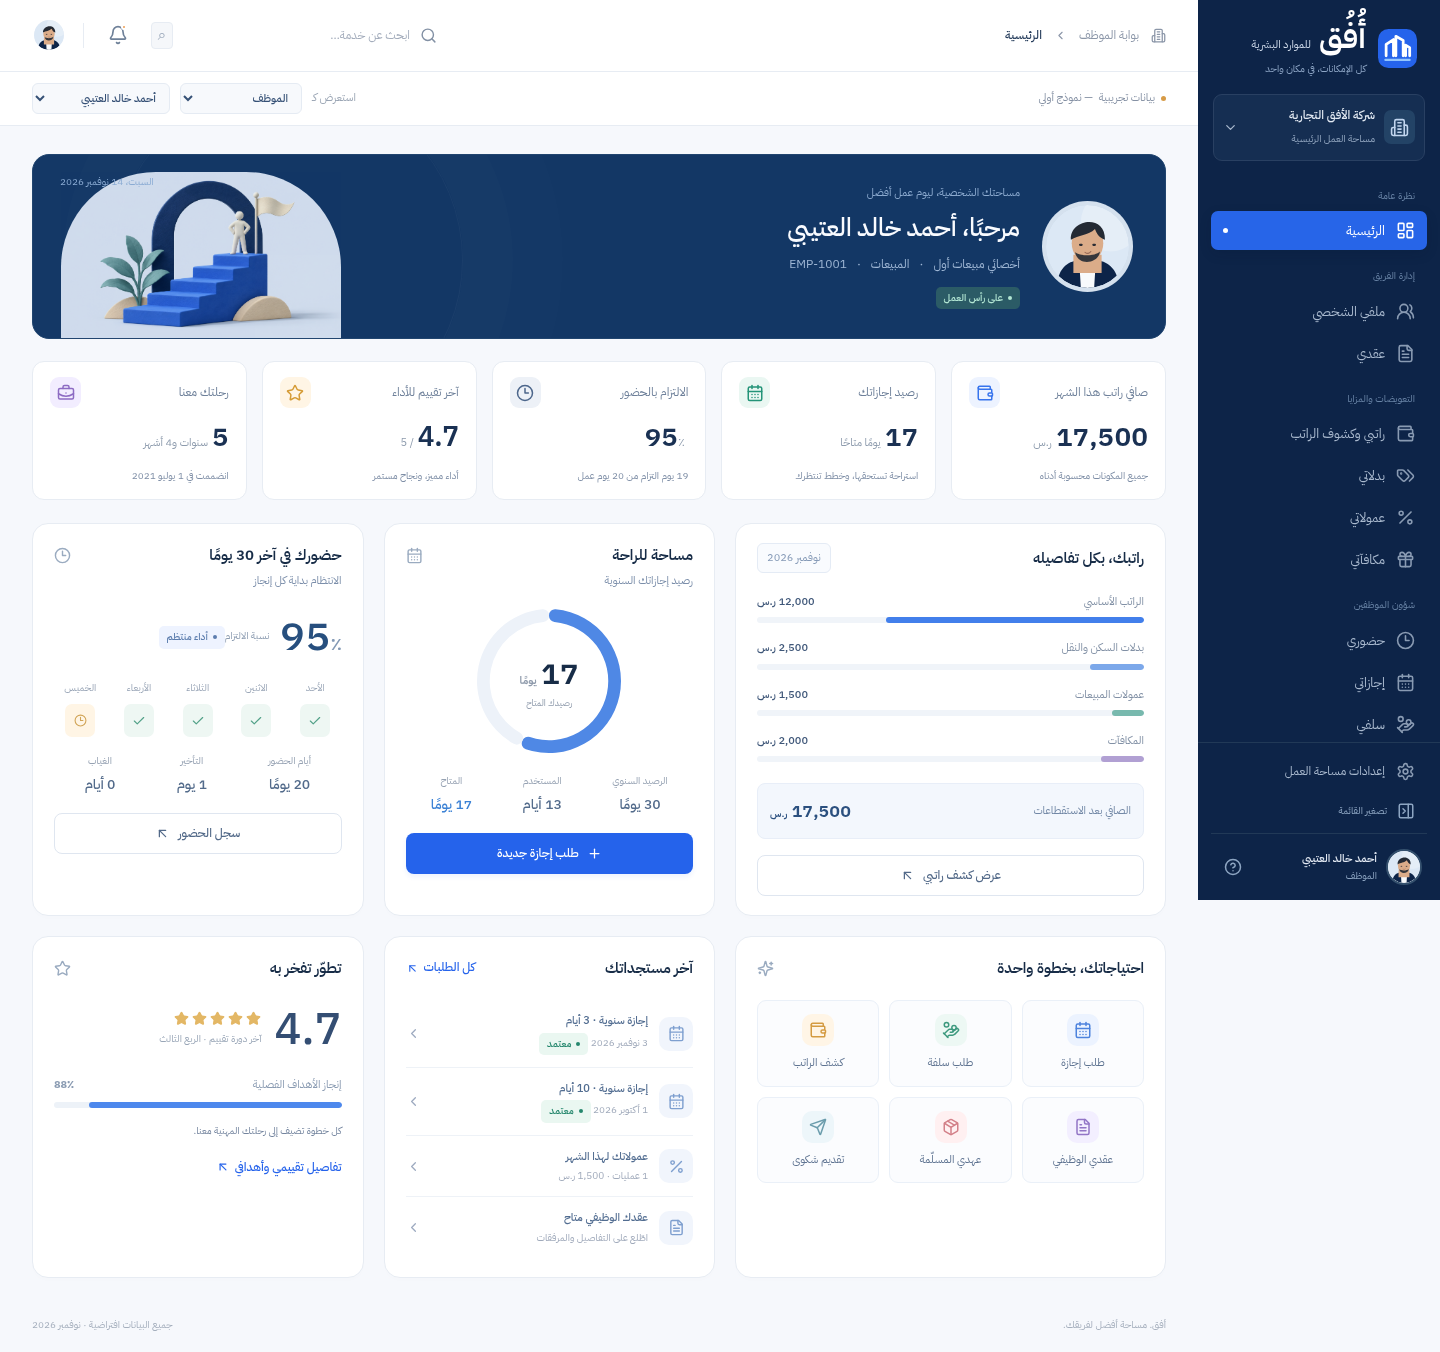 أُفُق
للموارد البشرية
كل الإمكانات، في مكان واحد
شركة الأفق التجارية
مساحة العمل الرئيسية
نظرة عامة
الرئيسية
إدارة الفريق
ملفي الشخصي
عقدي
التعويضات والمزايا
راتبي وكشوف الراتب
بدلاتي
عمولاتي
مكافآتي
شؤون الموظفين
حضوري
إجازاتي
سلفي
إعدادات مساحة العمل
تصغير القائمة
أحمد خالد العتيبي
الموظف
بوابة الموظف
الرئيسية
ابحث عن خدمة...
بيانات تجريبية — نموذج أولي
استعرض كـ
الموظف
أحمد خالد العتيبي
السبت، 14 نوفمبر 2026
مساحتك الشخصية، ليوم عمل أفضل
مرحبًا، أحمد خالد العتيبي
أخصائي مبيعات أول · المبيعات · EMP-1001
على رأس العمل
صافي راتب هذا الشهر
17,500 ر.س
جميع المكونات محسوبة أدناه
رصيد إجازاتك
17 يومًا متاحًا
استراحة تستحقها، وخطط تنتظرك
الالتزام بالحضور
95٪
19 يوم التزام من 20 يوم عمل
آخر تقييم للأداء
4.7 / 5
أداء مميز، ونجاح مستمر
رحلتك معنا
5 سنوات و4 أشهر
انضممت في 1 يوليو 2021
راتبك، بكل تفاصيله
نوفمبر 2026
الراتب الأساسي
12,000 ر.س
بدلات السكن والنقل
2,500 ر.س
عمولات المبيعات
1,500 ر.س
المكافآت
2,000 ر.س
الصافي بعد الاستقطاعات
17,500 ر.س
عرض كشف راتبي
مساحة للراحة
رصيد إجازاتك السنوية
17 يومًا
رصيدك المتاح
الرصيد السنوي
المستخدم
المتاح
30 يومًا
13 أيام
17 يومًا
طلب إجازة جديدة
حضورك في آخر 30 يومًا
الانتظام بداية كل إنجاز
95٪
نسبة الالتزام
أداء منتظم
الأحد
الاثنين
الثلاثاء
الأربعاء
الخميس
أيام الحضور
التأخير
الغياب
20 يومًا
1 يوم
0 أيام
سجل الحضور
احتياجاتك، بخطوة واحدة
طلب إجازة
طلب سلفة
كشف الراتب
عقدي الوظيفي
عهدي المسلّمة
تقديم شكوى
آخر مستجداتك
كل الطلبات
إجازة سنوية · 3 أيام
3 نوفمبر 2026
معتمد
إجازة سنوية · 10 أيام
1 أكتوبر 2026
معتمد
عمولاتك لهذا الشهر
1 عمليات · 1,500 ر.س
عقدك الوظيفي متاح
اطّلع على التفاصيل والمرفقات
تطوّر تفخر به
4.7
آخر دورة تقييم · الربع الثالث
إنجاز الأهداف الفصلية
88٪
كل خطوة تضيف إلى رحلتك المهنية معنا.
تفاصيل تقييمي وأهدافي
أفق. مساحة أفضل لفريقك.
جميع البيانات افتراضية · نوفمبر 2026